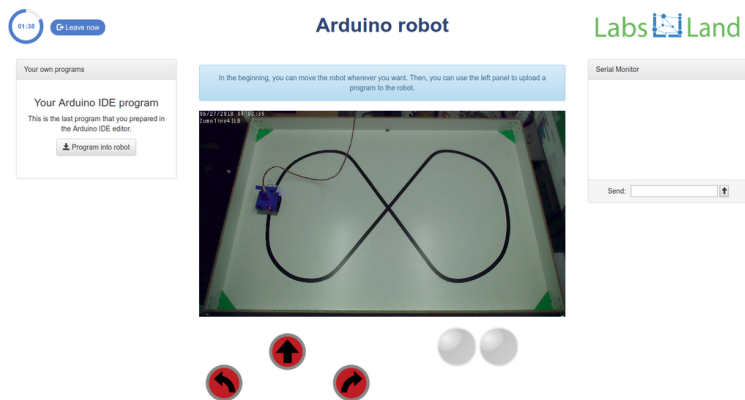 01:38
Leave now
Arduino robot
LabsLand
Your own programs
Your Arduino IDE program
This is the last program that you prepared in
the Arduino IDE editor.
Program into robot
In the beginning, you can move the robot wherever you want. Then, you can use the left panel to upload a
program to the robot.
Serial Monitor
Send: